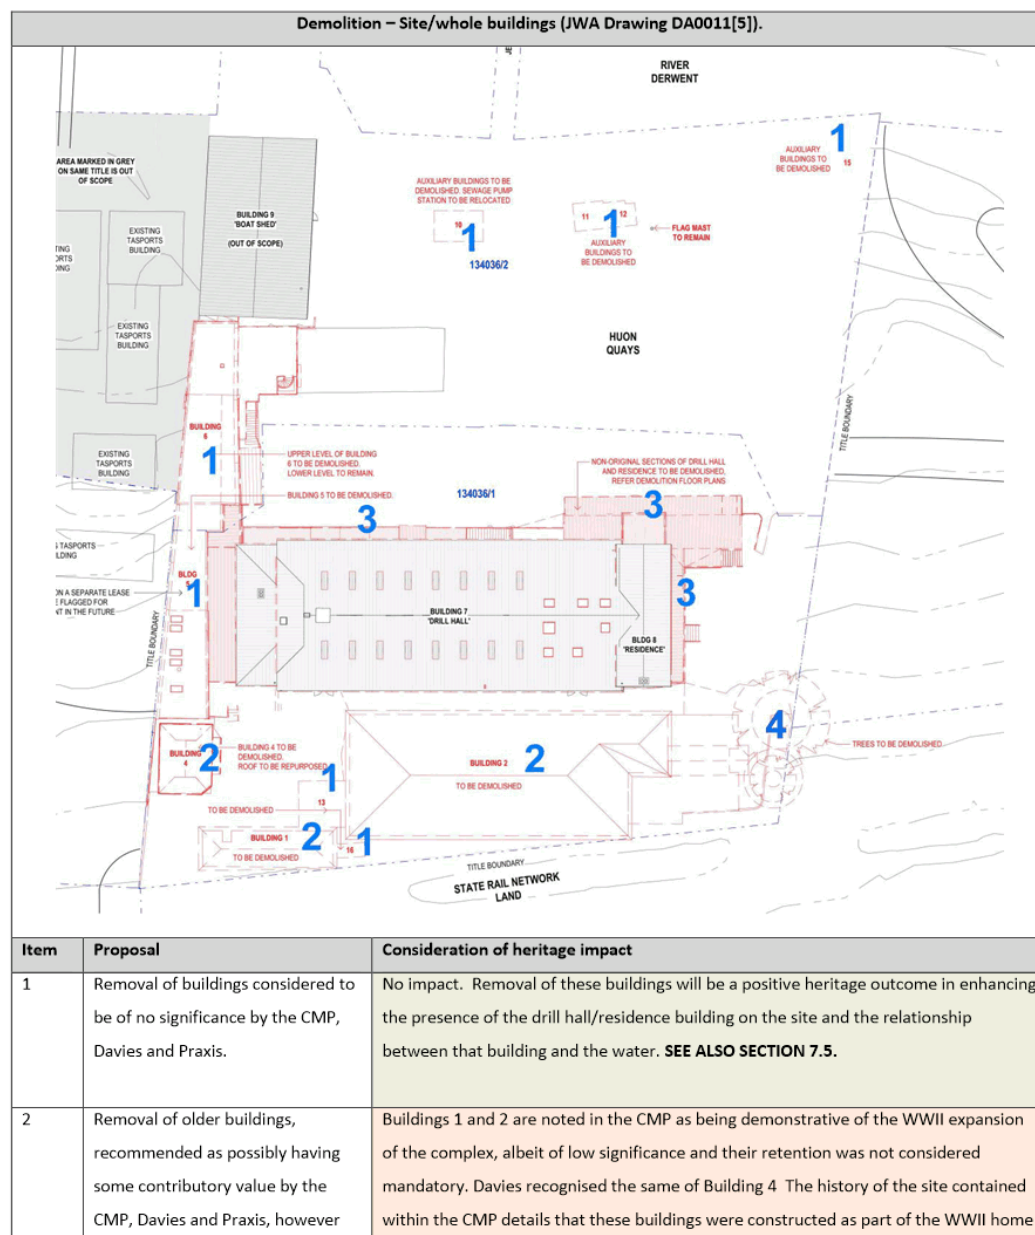 Demolition – Site/whole buildings (JWA Drawing DA0011[5]).
RIVER
DERWENT
AREA MARKED IN GREY
ON SAME TITLE IS OUT
OF SCOPE
BUILDING 9
'BOAT SHED'
(OUT OF SCOPE)
EXISTING
TASPORTS
BUILDING
AUXILIARY BUILDINGS TO BE
DEMOLISHED. SEWAGE PUMP
STATION TO BE RELOCATED
10
1
134036/2
11
12
1
AUXILIARY
BUILDINGS TO
BE DEMOLISHED
FLAG MAST
TO REMAIN
1
AUXILIARY
BUILDINGS TO
BE DEMOLISHED
15
EXISTING
TASPORTS
BUILDING
HUON
QUAYS
TITLE BOUNDARY
BUILDING
6
1
UPPER LEVEL OF BUILDING
6 TO BE DEMOLISHED.
LOWER LEVEL TO REMAIN.
BUILDING 5 TO BE DEMOLISHED.
EXISTING
TASPORTS
BUILDING
134036/1
NON-ORIGINAL SECTIONS OF DRILL HALL
AND RESIDENCE TO BE DEMOLISHED,
REFER DEMOLITION FLOOR PLANS
3
3
TASPORTS
BLDG
5
1
ON A SEPARATE LEASE
FLAGGED FOR
NT IN THE FUTURE
3
BUILDING 7
'DRILL HALL'
BLDG 8
'RESIDENCE'
TITLE BOUNDARY
4
TREES TO BE DEMOLISHED
BUILDING
4
2
BUILDING 4 TO BE
DEMOLISHED.
ROOF TO BE REPURPOSED
BUILDING 2
2
TO BE DEMOLISHED
1
13
TO BE DEMOLISHED
BUILDING 1
2
TO BE DEMOLISHED
1
16
TITLE BOUNDARY
STATE RAIL NETWORK
LAND
Item Proposal Consideration of heritage impact
1 Removal of buildings considered to No impact. Removal of these buildings will be a positive heritage outcome in enhancing
be of no significance by the CMP, the presence of the drill hall/residence building on the site and the relationship
Davies and Praxis. between that building and the water. SEE ALSO SECTION 7.5.
2 Removal of older buildings, Buildings 1 and 2 are noted in the CMP as being demonstrative of the WWII expansion
recommended as possibly having of the complex, albeit of low significance and their retention was not considered
some contributory value by the mandatory. Davies recognised the same of Building 4 The history of the site contained
CMP, Davies and Praxis, however within the CMP details that these buildings were constructed as part of the WWII home